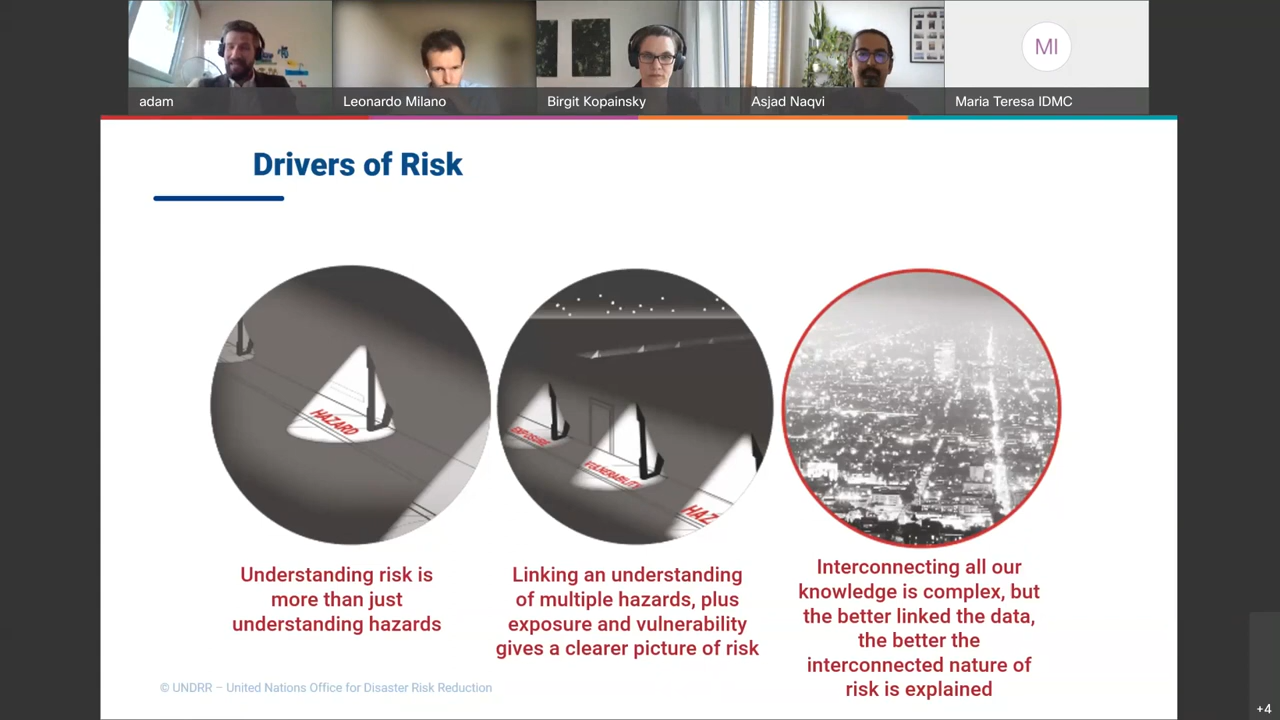 adam
Leonardo Milano
Birgit Kopainsky
Asjad Naqvi
MI
Maria Teresa IDMC
Drivers of Risk
HAZARD
EXPOSURE
VULNERABILITY
HAZ
Understanding risk is
more than just
understanding hazards
Linking an understanding
of multiple hazards, plus
exposure and vulnerability
gives a clearer picture of risk
Interconnecting all our
knowledge is complex, but
the better linked the data,
the better the
interconnected nature of
risk is explained
© UNDRR – United Nations Office for Disaster Risk Reduction
+4